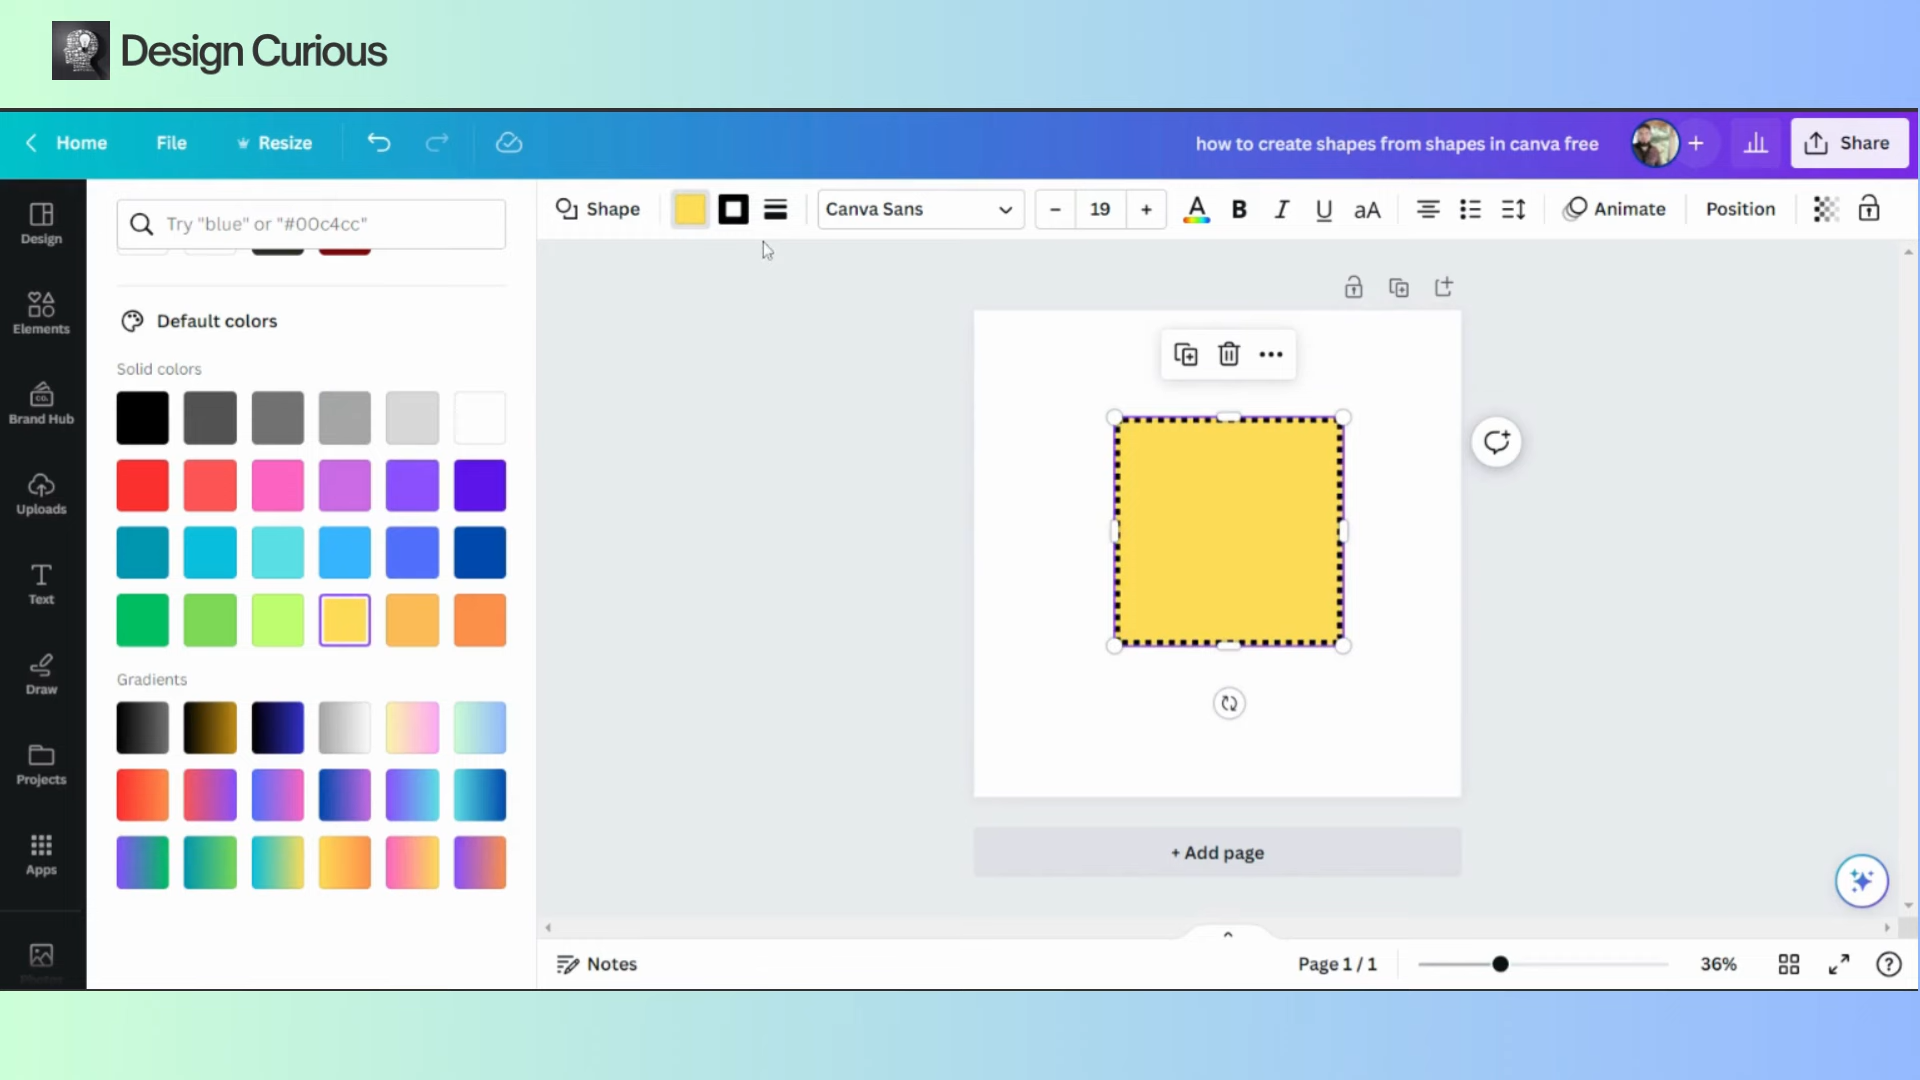 Design Curious
Home File Resize how to create shapes from shapes in canva free Share
Try "blue" or "#00c4cc"
Shape Canva Sans 19 A B I U aA Animate Position
Design
Elements
Brand Hub
Uploads
Text
Draw
Projects
Apps
Photos
Default colors
Solid colors
Gradients
+ Add page
Notes Page 1 / 1 36%